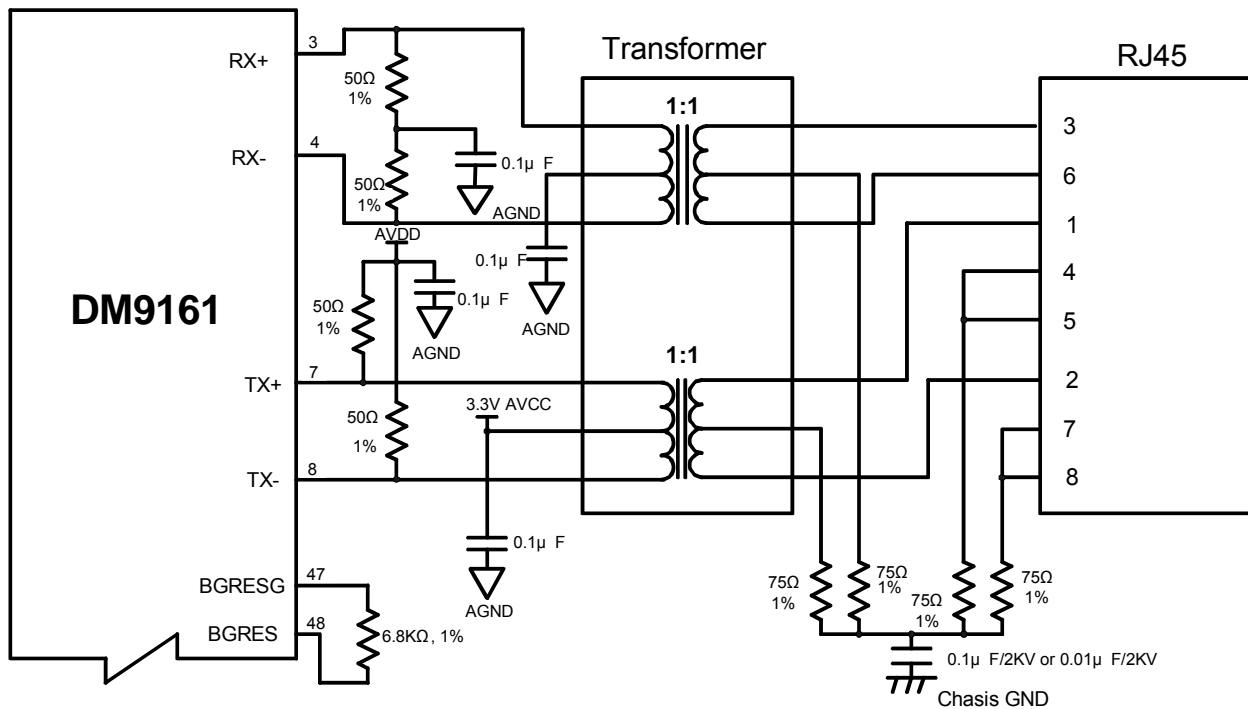 Transformer
RJ45
DM9161
RX+
3
50Ω
1%
RX-
4
50Ω
1%
0.1μ F
AGND
AVDD
0.1μ F
AGND
0.1μ F
AGND
50Ω
1%
TX+
7
50Ω
1%
TX-
8
3.3V AVCC
0.1μ F
AGND
BGRESG
47
BGRES
48
6.8KΩ, 1%
1:1
1:1
3
6
1
4
5
2
7
8
75Ω
1%
75Ω
1%
75Ω
1%
75Ω
1%
0.1μ F/2KV or 0.01μ F/2KV
Chasis GND